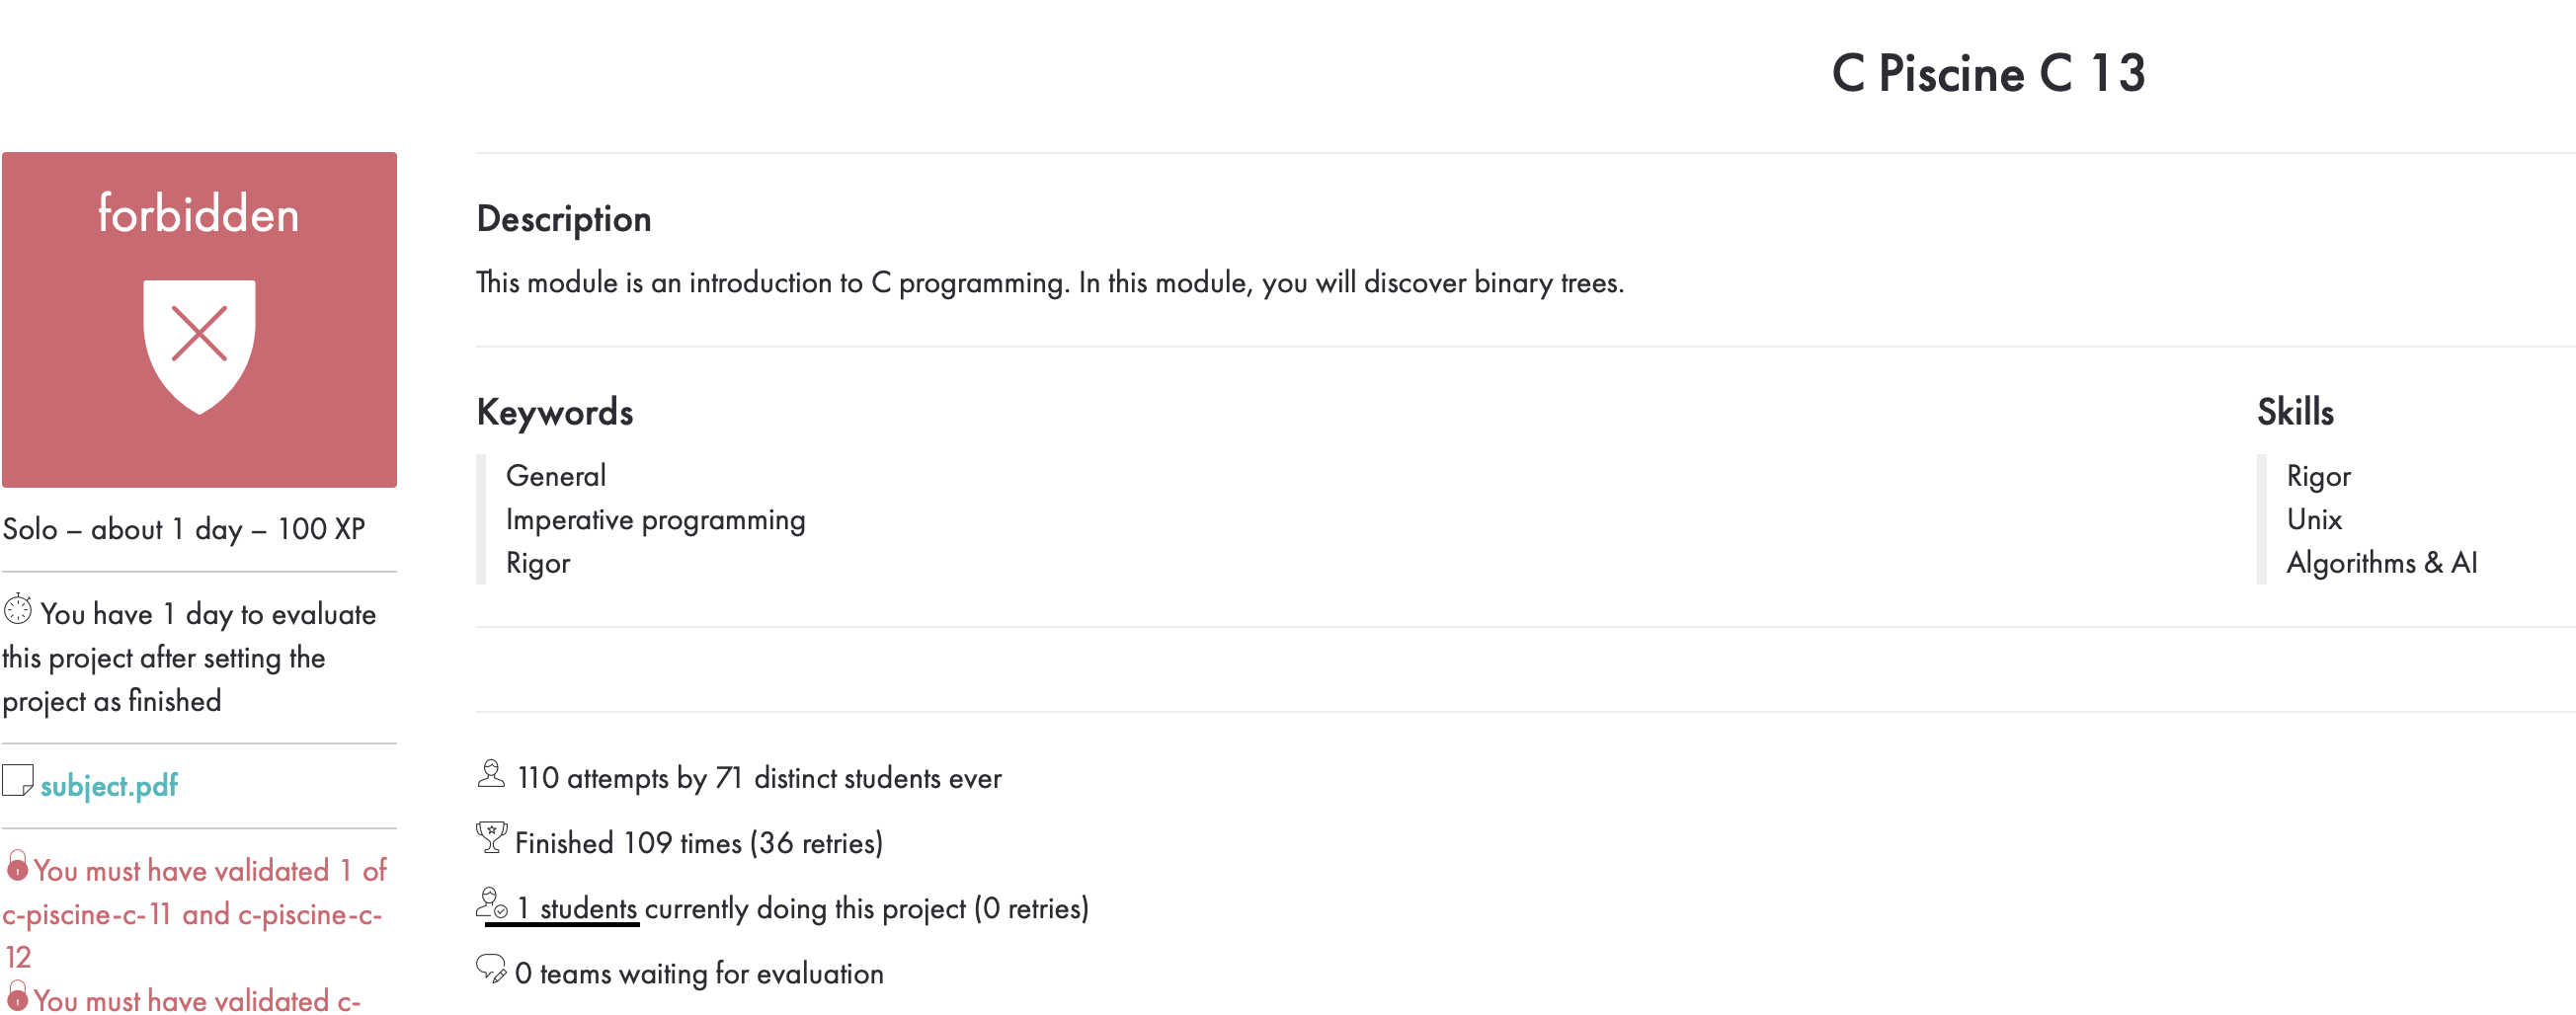 C Piscine C 13
forbidden
Solo – about 1 day – 100 XP
You have 1 day to evaluate
this project after setting the
project as finished
subject.pdf
You must have validated 1 of
c-piscine-c-11 and c-piscine-c-
12
You must have validated c-
Description
This module is an introduction to C programming. In this module, you will discover binary trees.
Keywords
General
Imperative programming
Rigor
Skills
Rigor
Unix
Algorithms & AI
110 attempts by 71 distinct students ever
Finished 109 times (36 retries)
1 students currently doing this project (0 retries)
0 teams waiting for evaluation